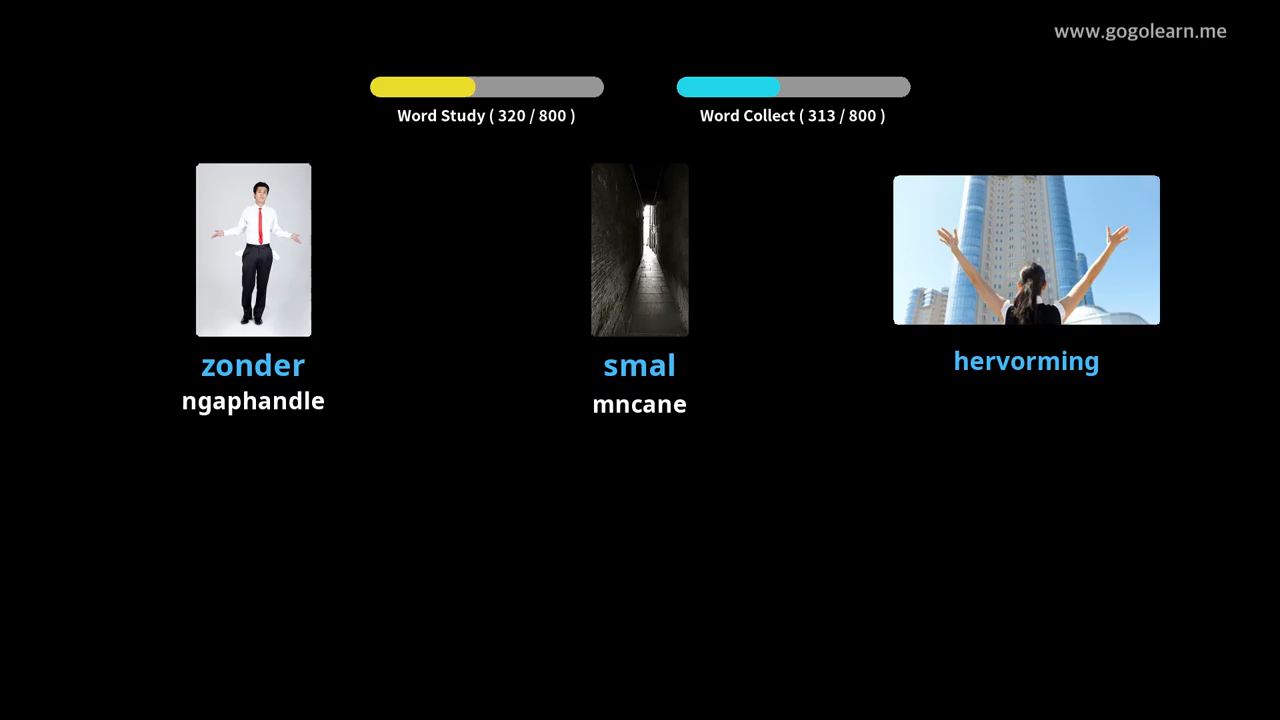 www.gogolearn.me
Word Study ( 320 / 800 )
Word Collect ( 313 / 800 )
zonder
ngaphandle
smal
mncane
hervorming